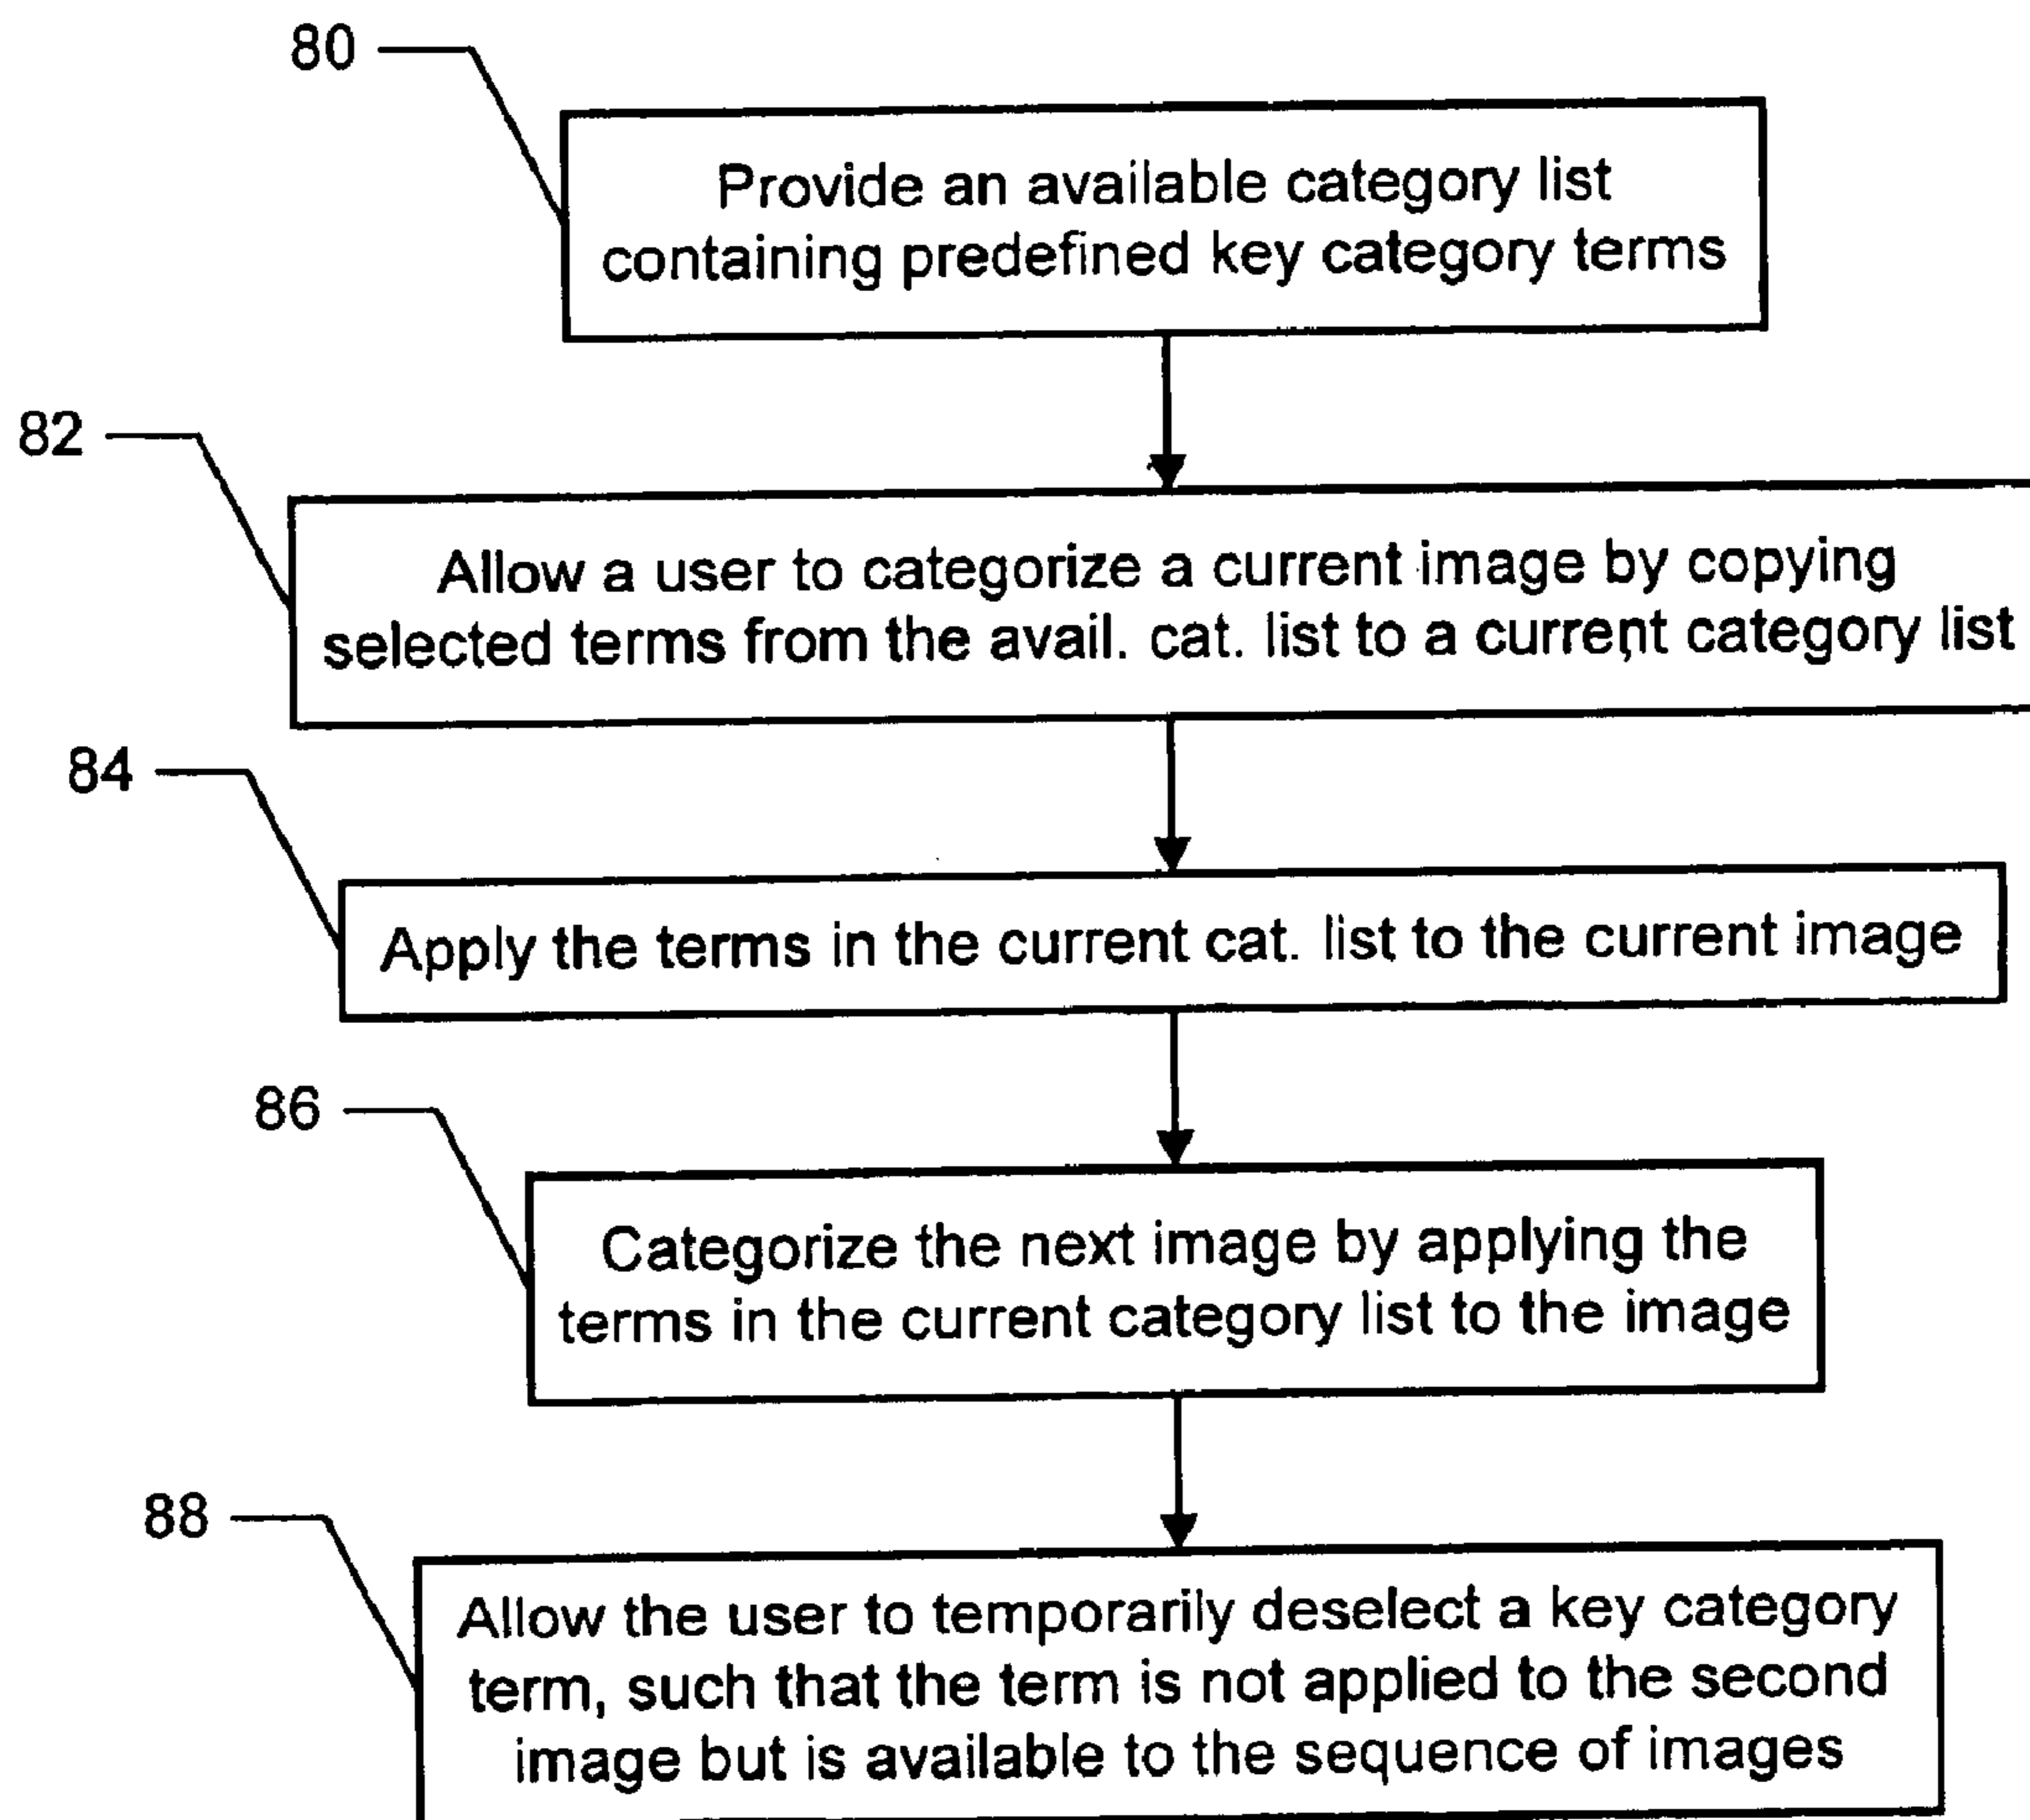 80
Provide an available category list
containing predefined key category terms
82
Allow a user to categorize a current image by copying
selected terms from the avail. cat. list to a current category list
84
Apply the terms in the current cat. list to the current image
86
Categorize the next image by applying the
terms in the current category list to the image
88
Allow the user to temporarily deselect a key category
term, such that the term is not applied to the second
image but is available to the sequence of images